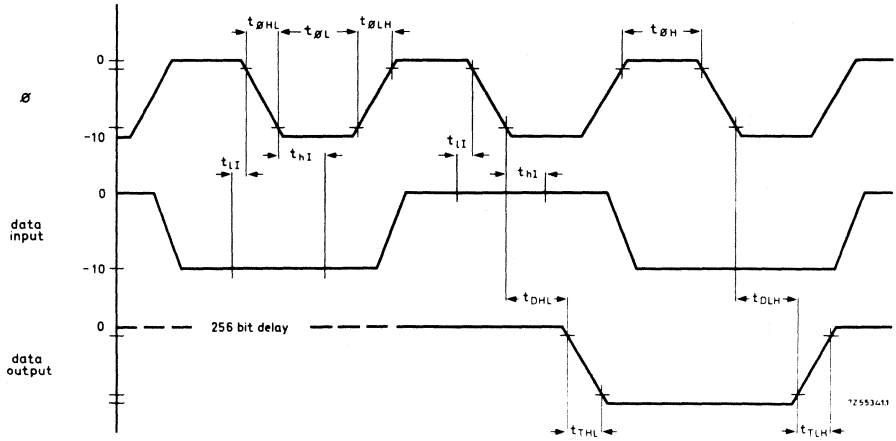 tØHL tØL tØLH tØH
0
Ø
-10
tlI thI tlI thI
0
data
input
-10
tDHL tDLH
0 256 bit delay
data
output
7Z55341.1
tTHL tTLH